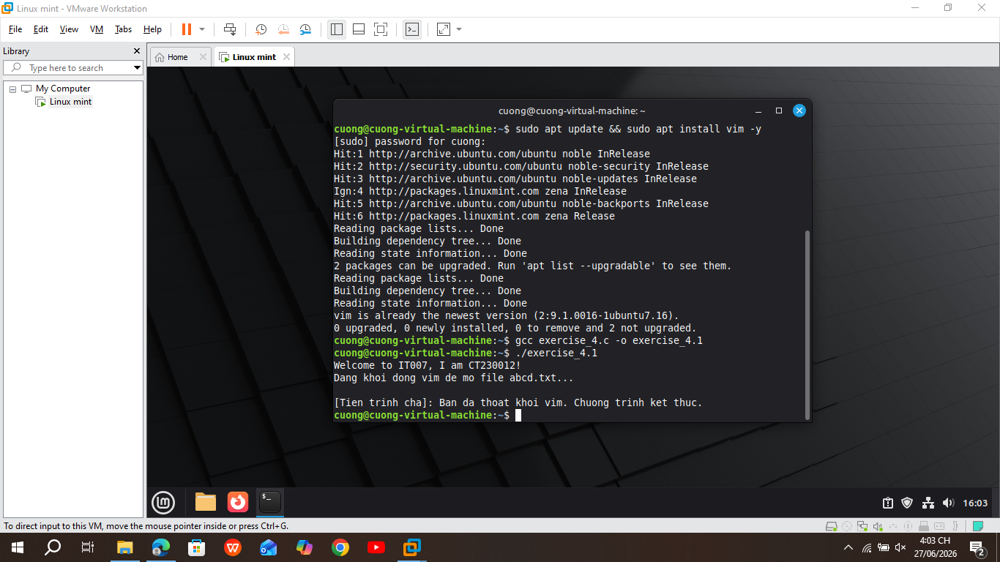 Linux mint - VMware Workstation
File Edit View VM Tabs Help
Library
Type here to search
My Computer
Linux mint
Home
Linux mint
cuong@cuong-virtual-machine: ~
cuong@cuong-virtual-machine:~$ sudo apt update && sudo apt install vim -y
[sudo] password for cuong:
Hit:1 http://archive.ubuntu.com/ubuntu noble InRelease
Hit:2 http://security.ubuntu.com/ubuntu noble-security InRelease
Hit:3 http://archive.ubuntu.com/ubuntu noble-updates InRelease
Ign:4 http://packages.linuxmint.com zena InRelease
Hit:5 http://archive.ubuntu.com/ubuntu noble-backports InRelease
Hit:6 http://packages.linuxmint.com zena Release
Reading package lists... Done
Building dependency tree... Done
Reading state information... Done
2 packages can be upgraded. Run 'apt list --upgradable' to see them.
Reading package lists... Done
Building dependency tree... Done
Reading state information... Done
vim is already the newest version (2:9.1.0016-1ubuntu7.16).
0 upgraded, 0 newly installed, 0 to remove and 2 not upgraded.
cuong@cuong-virtual-machine:~$ gcc exercise_4.c -o exercise_4.1
cuong@cuong-virtual-machine:~$ ./exercise_4.1
Welcome to IT007, I am CT230012!
Dang khoi dong vim de mo file abcd.txt...
[Tien trinh cha]: Ban da thoat khoi vim. Chuong trinh ket thuc.
cuong@cuong-virtual-machine:~$
16:03
To direct input to this VM, move the mouse pointer inside or press Ctrl+G.
4:03 CH
27/06/2026
2